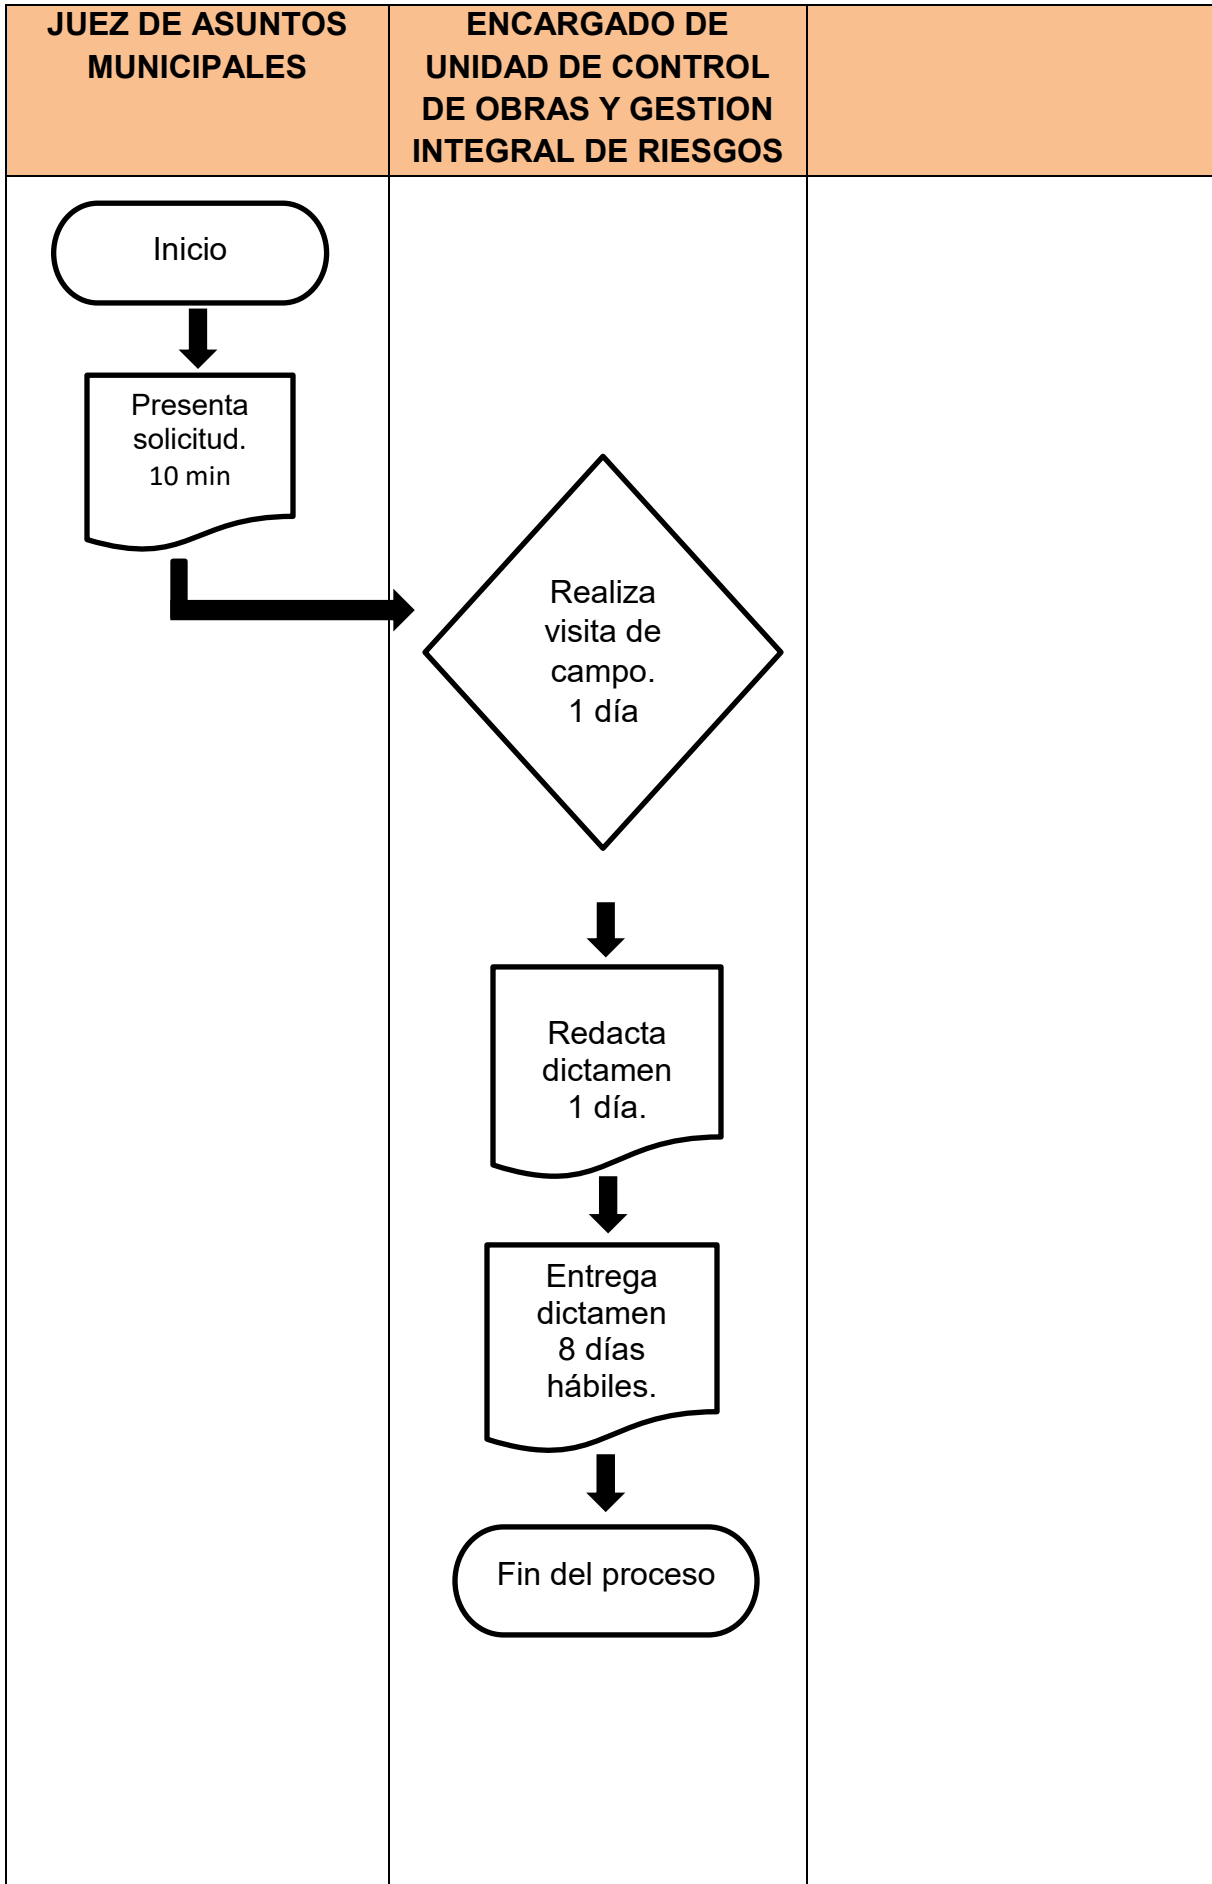 JUEZ DE ASUNTOS
MUNICIPALES
ENCARGADO DE
UNIDAD DE CONTROL
DE OBRAS Y GESTION
INTEGRAL DE RIESGOS
Inicio
Presenta
solicitud.
10 min
Realiza
visita de
campo.
1 día
Redacta
dictamen
1 día.
Entrega
dictamen
8 días
hábiles.
Fin del proceso